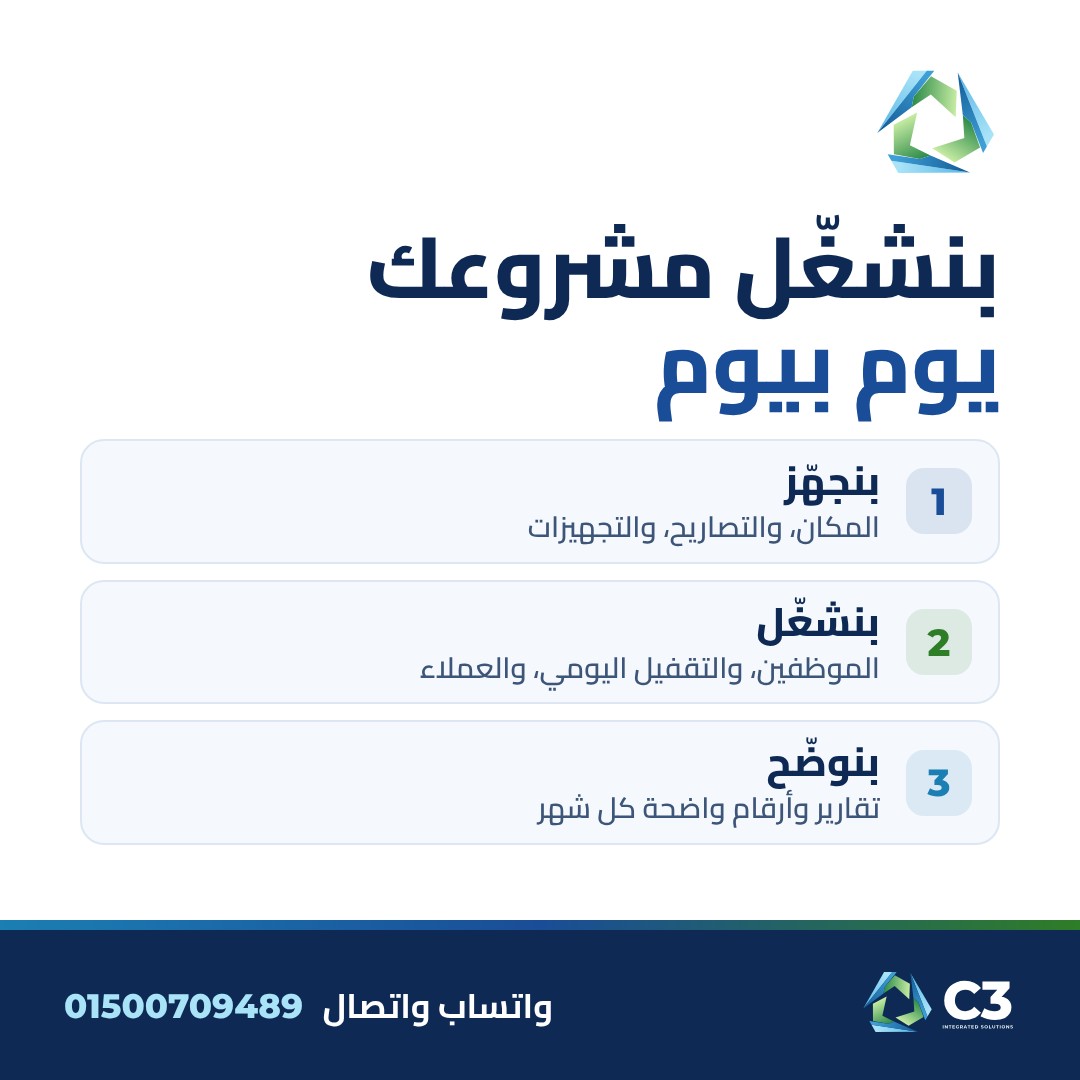 بنشغّل مشروعك
يوم بيوم
1
بنجهّز
المكان، والتصاريح، والتجهيزات
2
بنشغّل
الموظفين، والتقفيل اليومي، والعملاء
3
بنوضّح
تقارير وأرقام واضحة كل شهر
C3
INTEGRATED SOLUTIONS
واتساب واتصال 01500709489